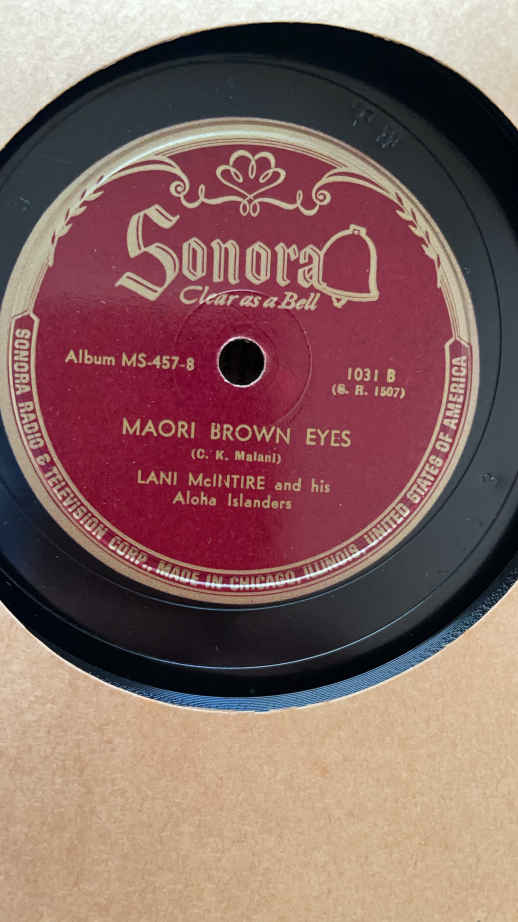 Sonora
Clear as a Bell
Album MS-457-8
1031 B
(S. R. 1507)
MAORI BROWN EYES
(C. K. Malani)
LANI McINTIRE and his
Aloha Islanders
SONORA RADIO & TELEVISION CORP., MADE IN CHICAGO, ILLINOIS, UNITED STATES OF AMERICA